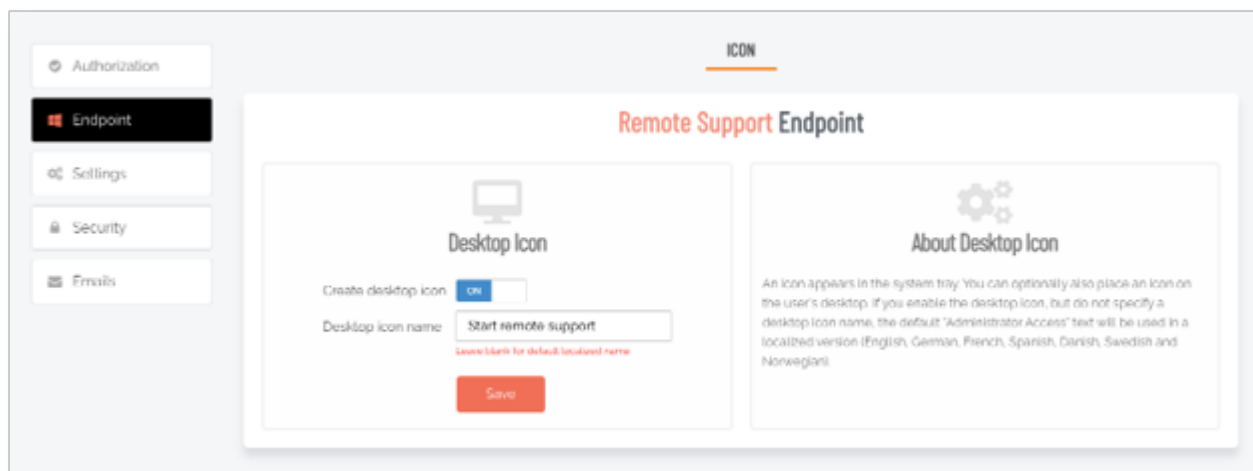 Authorization
Endpoint
Settings
Security
Emails
ICON
Remote Support Endpoint
Desktop Icon
Create desktop icon ON
Desktop icon name Start remote support
Leave blank for default localized name
Save
About Desktop Icon
An icon appears in the system tray. You can optionally also place an icon on
the user's desktop. If you enable the desktop icon, but do not specify a
desktop icon name, the default "Administrator Access" text will be used in a
localized version (English, German, French, Spanish, Danish, Swedish and
Norwegian).